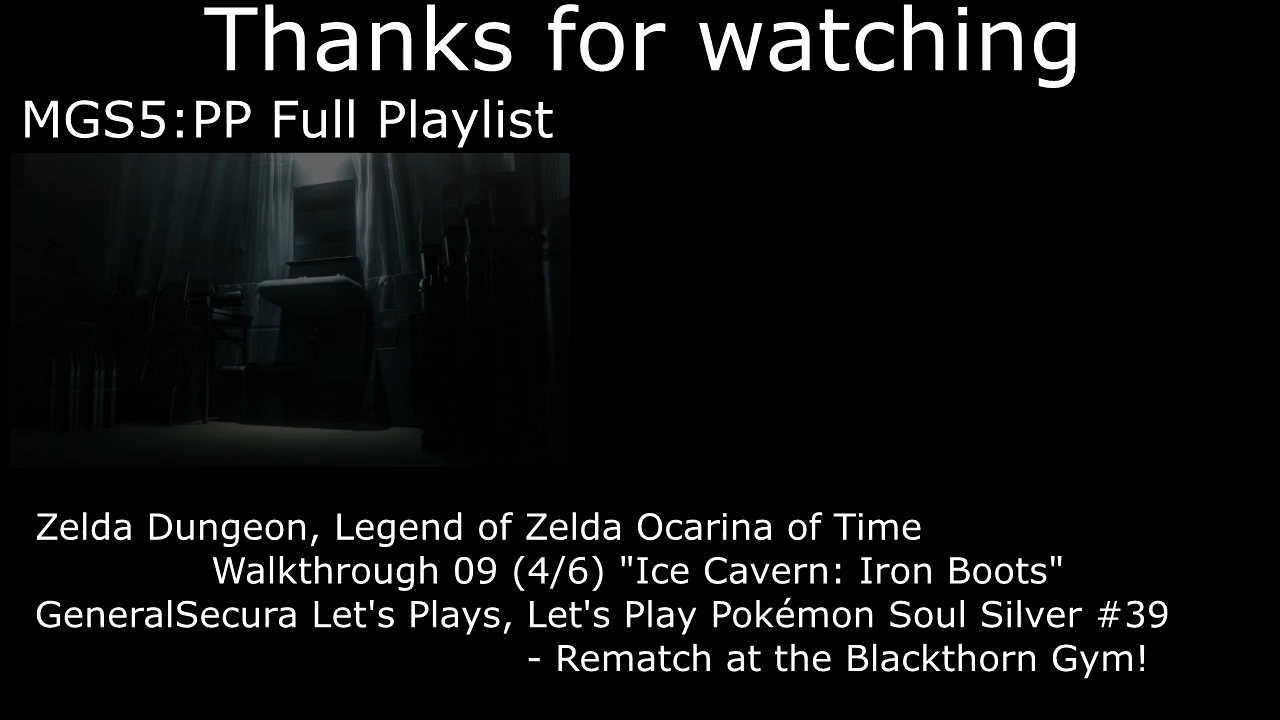 Thanks for watching
MGS5:PP Full Playlist
Zelda Dungeon, Legend of Zelda Ocarina of Time
Walkthrough 09 (4/6) "Ice Cavern: Iron Boots"
GeneralSecura Let's Plays, Let's Play Pokémon Soul Silver #39
- Rematch at the Blackthorn Gym!